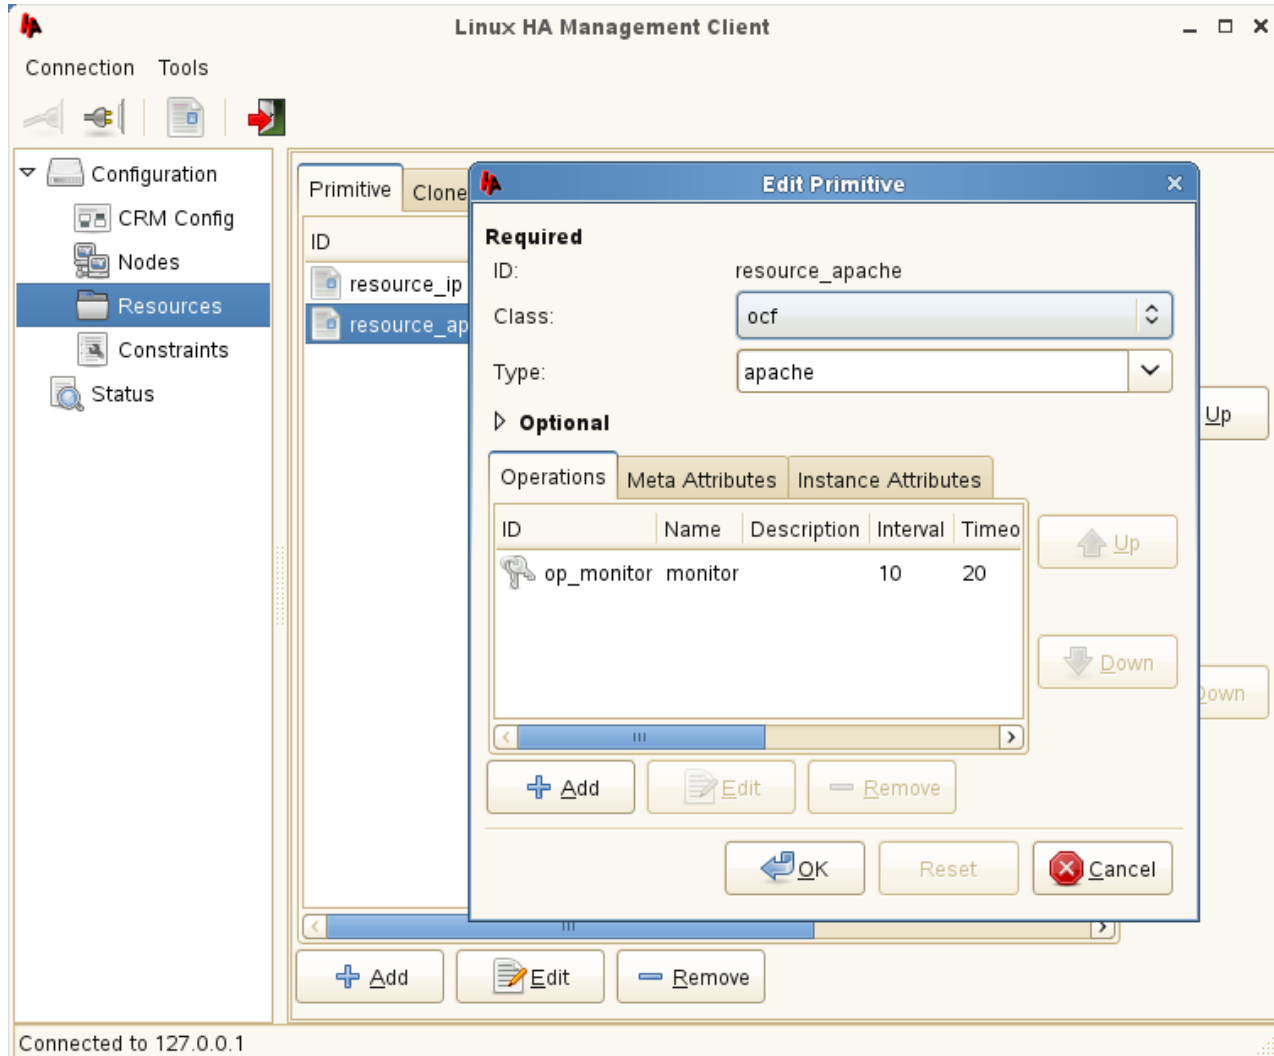 Linux HA Management Client
Connection Tools
Configuration
CRM Config
Nodes
Resources
Constraints
Status
Primitive Clone
ID
resource_ip
resource_ap
Edit Primitive
Required
ID: resource_apache
Class: ocf
Type: apache
Optional
Operations Meta Attributes Instance Attributes
ID Name Description Interval Timeo
op_monitor monitor 10 20
Up
Down
Add Edit Remove
OK Reset Cancel
Up
Down
Add Edit Remove
Connected to 127.0.0.1